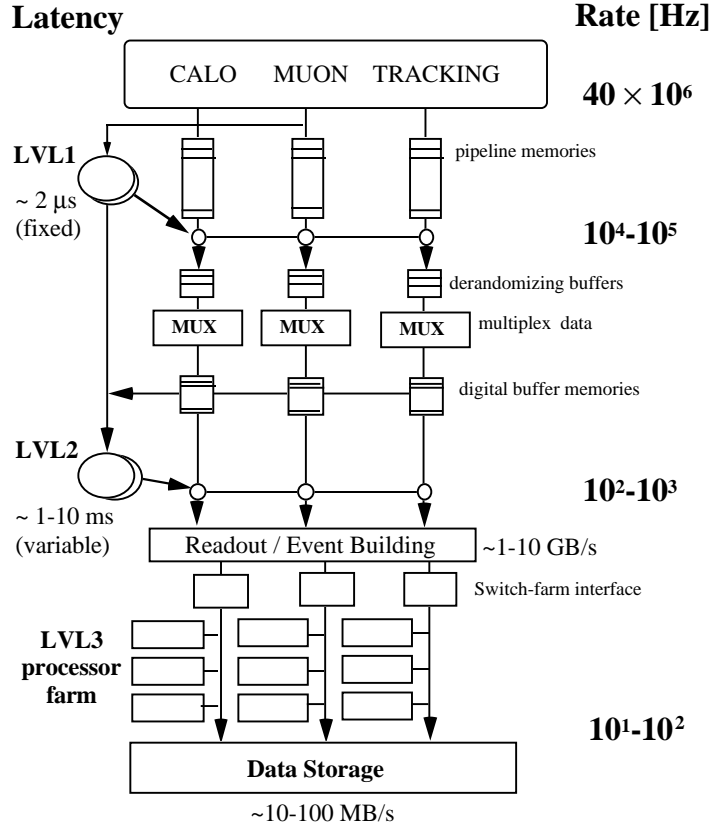 Latency Rate [Hz]
CALO MUON TRACKING
40 × 10⁶
LVL1
pipeline memories
~ 2 μs
(fixed)
10⁴-10⁵
derandomizing buffers
MUX MUX MUX multiplex data
digital buffer memories
LVL2
10²-10³
~ 1-10 ms
(variable)
Readout / Event Building ~1-10 GB/s
Switch-farm interface
LVL3
processor
farm
10¹-10²
Data Storage
~10-100 MB/s